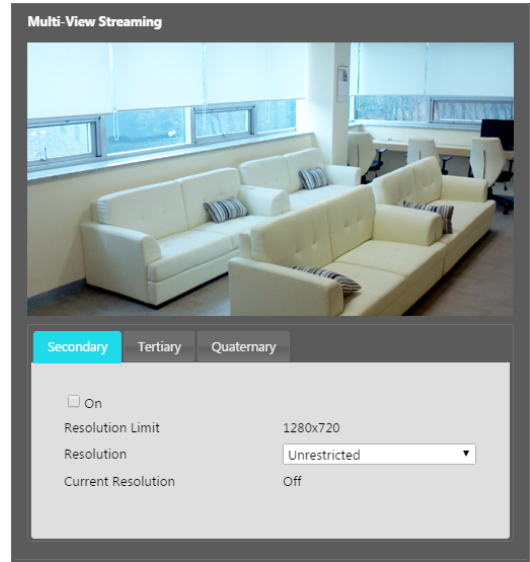 Multi-View Streaming
Secondary Tertiary Quaternary
On
Resolution Limit 1280x720
Resolution Unrestricted
Current Resolution Off